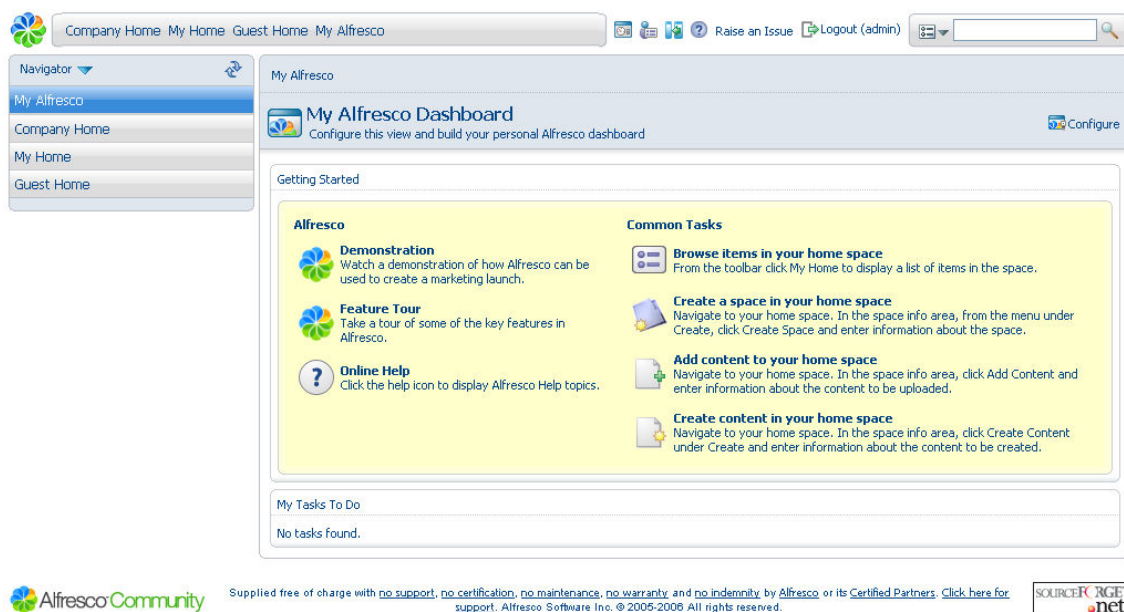 Company Home My Home Guest Home My Alfresco
Raise an Issue Logout (admin)
Navigator
My Alfresco
Company Home
My Home
Guest Home
My Alfresco
My Alfresco Dashboard
Configure this view and build your personal Alfresco dashboard
Configure
Getting Started
Alfresco
Demonstration
Watch a demonstration of how Alfresco can be
used to create a marketing launch.
Feature Tour
Take a tour of some of the key features in
Alfresco.
Online Help
Click the help icon to display Alfresco Help topics.
Common Tasks
Browse items in your home space
From the toolbar click My Home to display a list of items in the space.
Create a space in your home space
Navigate to your home space. In the space info area, from the menu under
Create, click Create Space and enter information about the space.
Add content to your home space
Navigate to your home space. In the space info area, click Add Content and
enter information about the content to be uploaded.
Create content in your home space
Navigate to your home space. In the space info area, click Create Content
under Create and enter information about the content to be created.
My Tasks To Do
No tasks found.
Alfresco Community
Supplied free of charge with no support, no certification, no maintenance, no warranty and no indemnity by Alfresco or its Certified Partners. Click here for
support. Alfresco Software Inc. © 2005-2006 All rights reserved.
SOURCEFORGE
.net